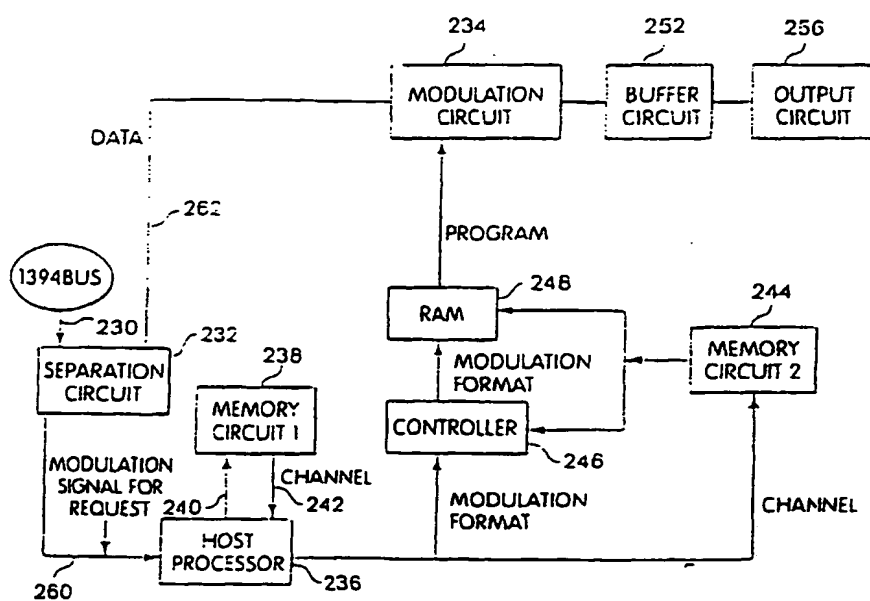 234
252
256
MODULATION
CIRCUIT
BUFFER
CIRCUIT
OUTPUT
CIRCUIT
DATA
262
PROGRAM
1394BUS
230
232
SEPARATION
CIRCUIT
238
MEMORY
CIRCUIT 1
RAM
248
244
MEMORY
CIRCUIT 2
MODULATION
FORMAT
CONTROLLER
246
MODULATION
SIGNAL FOR
REQUEST
240
CHANNEL
242
MODULATION
FORMAT
CHANNEL
HOST
PROCESSOR
236
260